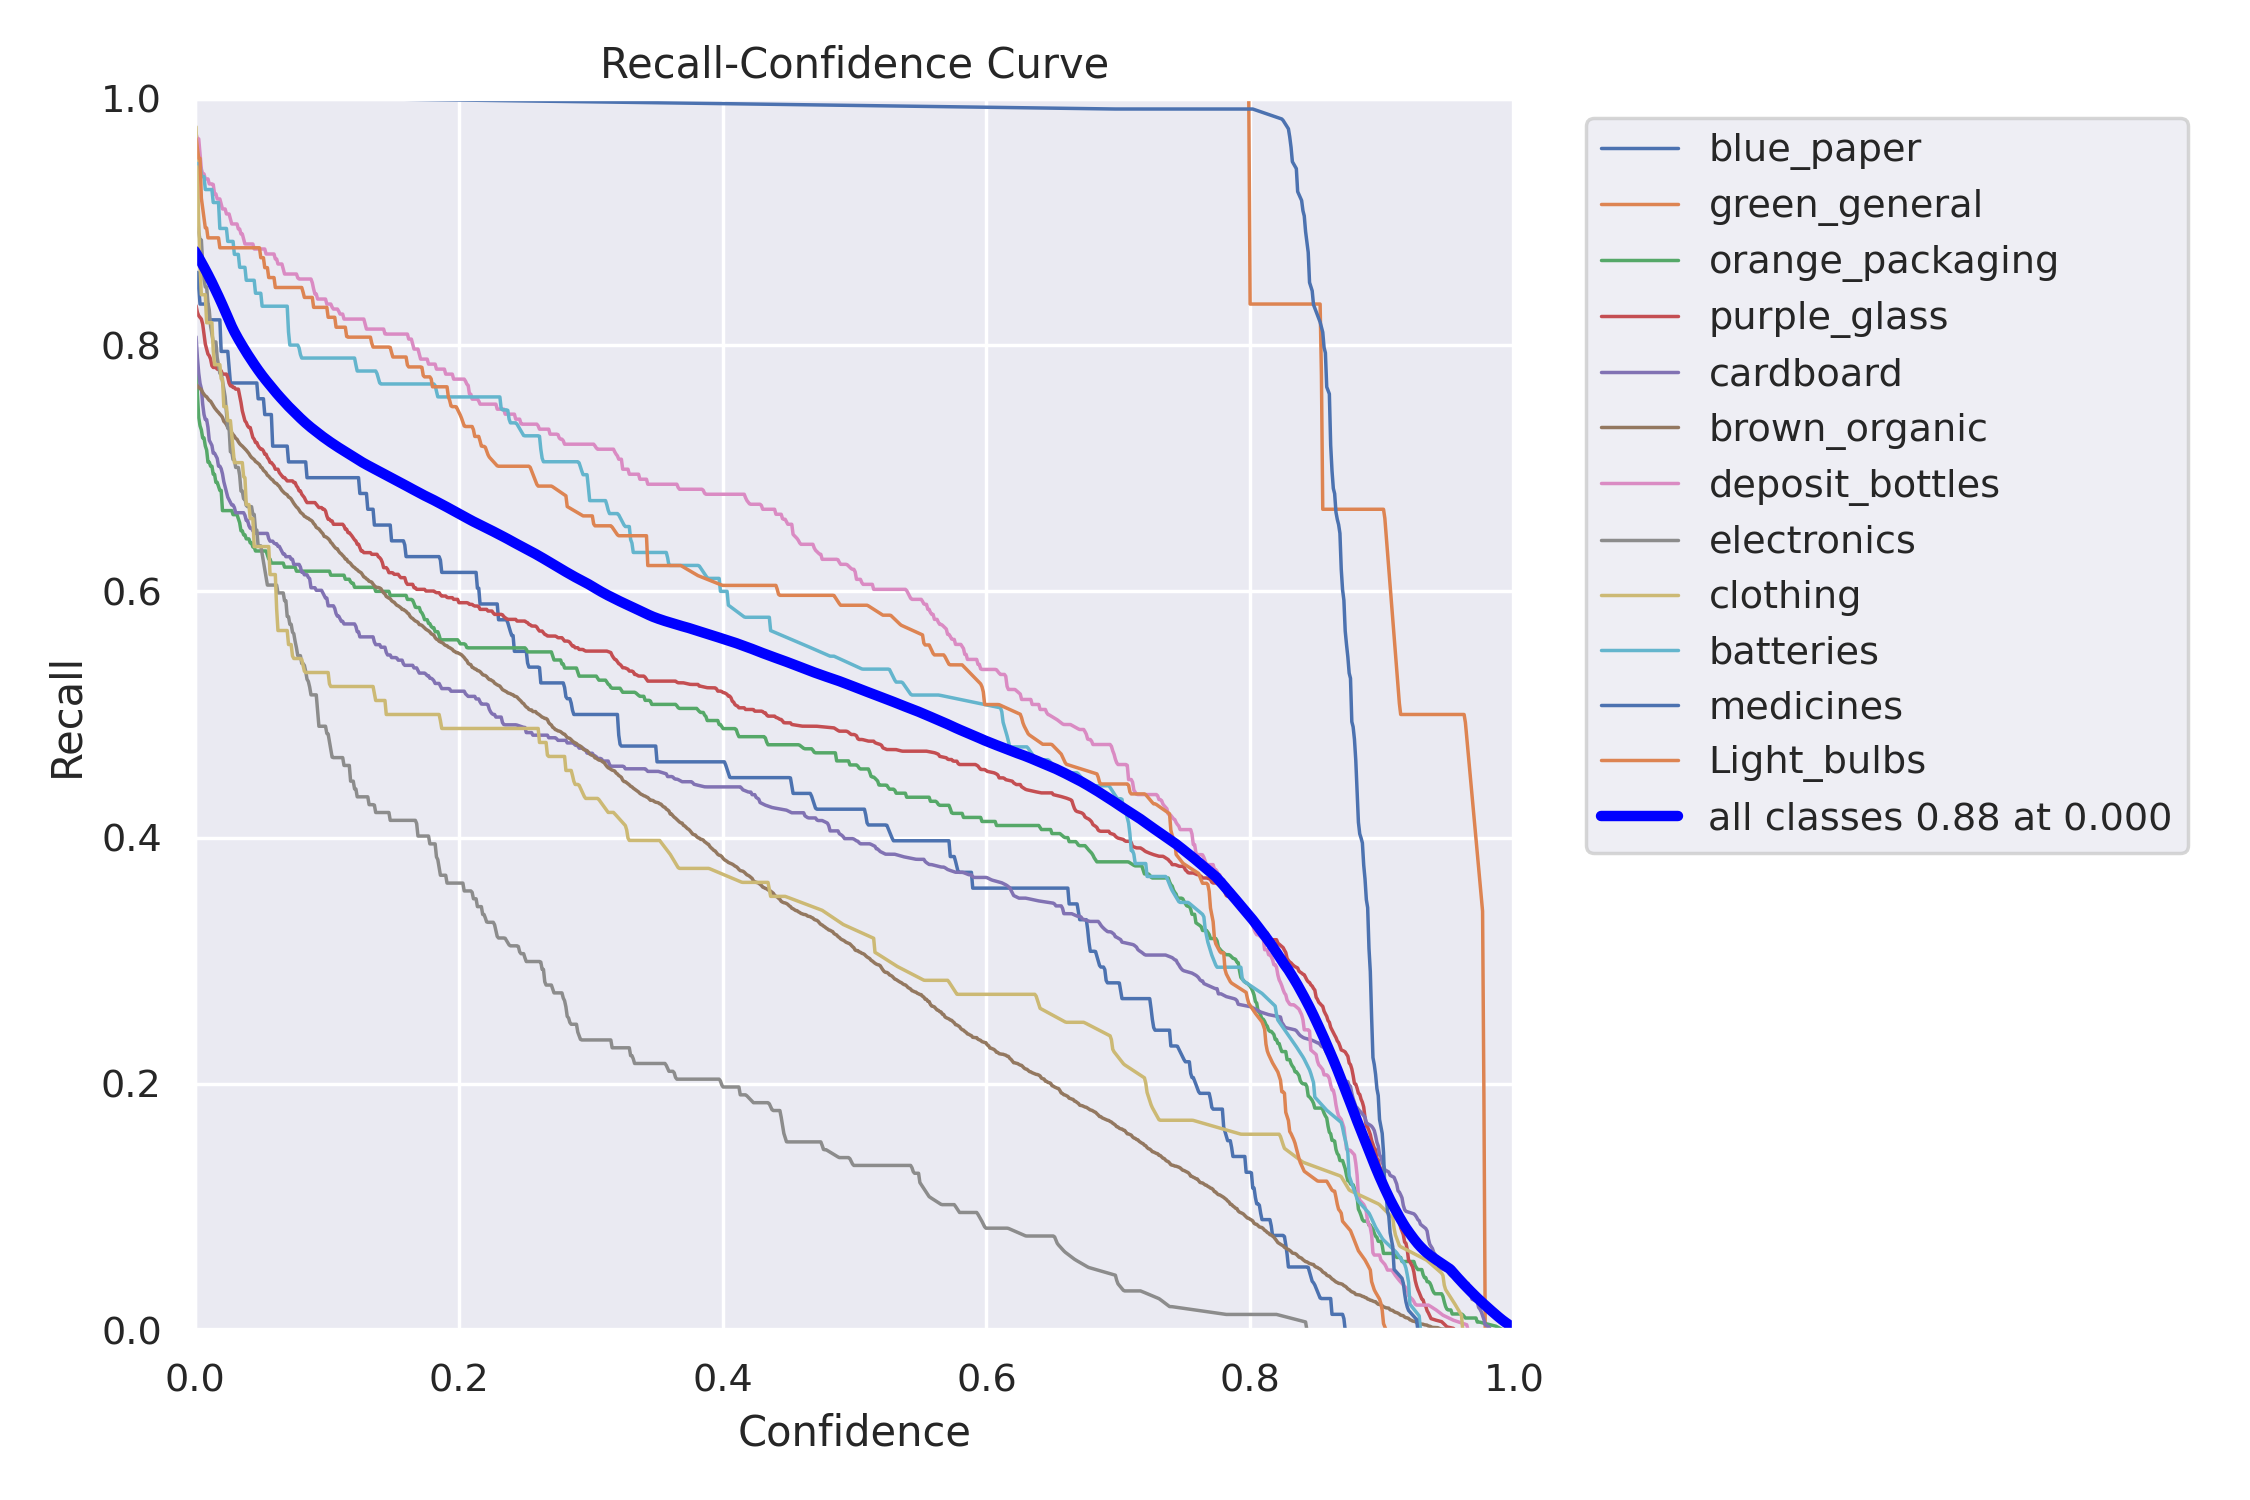 Recall-Confidence Curve
1.0
0.8
0.6
0.4
0.2
0.0
Recall
0.0 0.2 0.4 0.6 0.8 1.0
Confidence
blue_paper
green_general
orange_packaging
purple_glass
cardboard
brown_organic
deposit_bottles
electronics
clothing
batteries
medicines
Light_bulbs
all classes 0.88 at 0.000